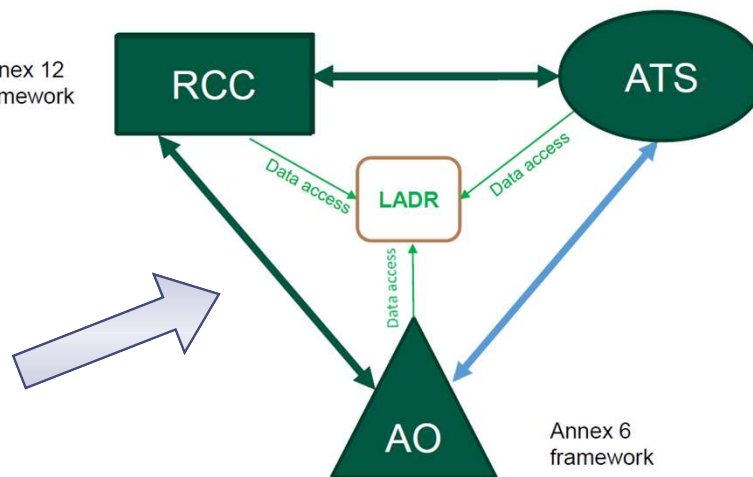 nex 12
mework
RCC
ATS
Data access
Data access
LADR
Data access
AO
Annex 6
framework